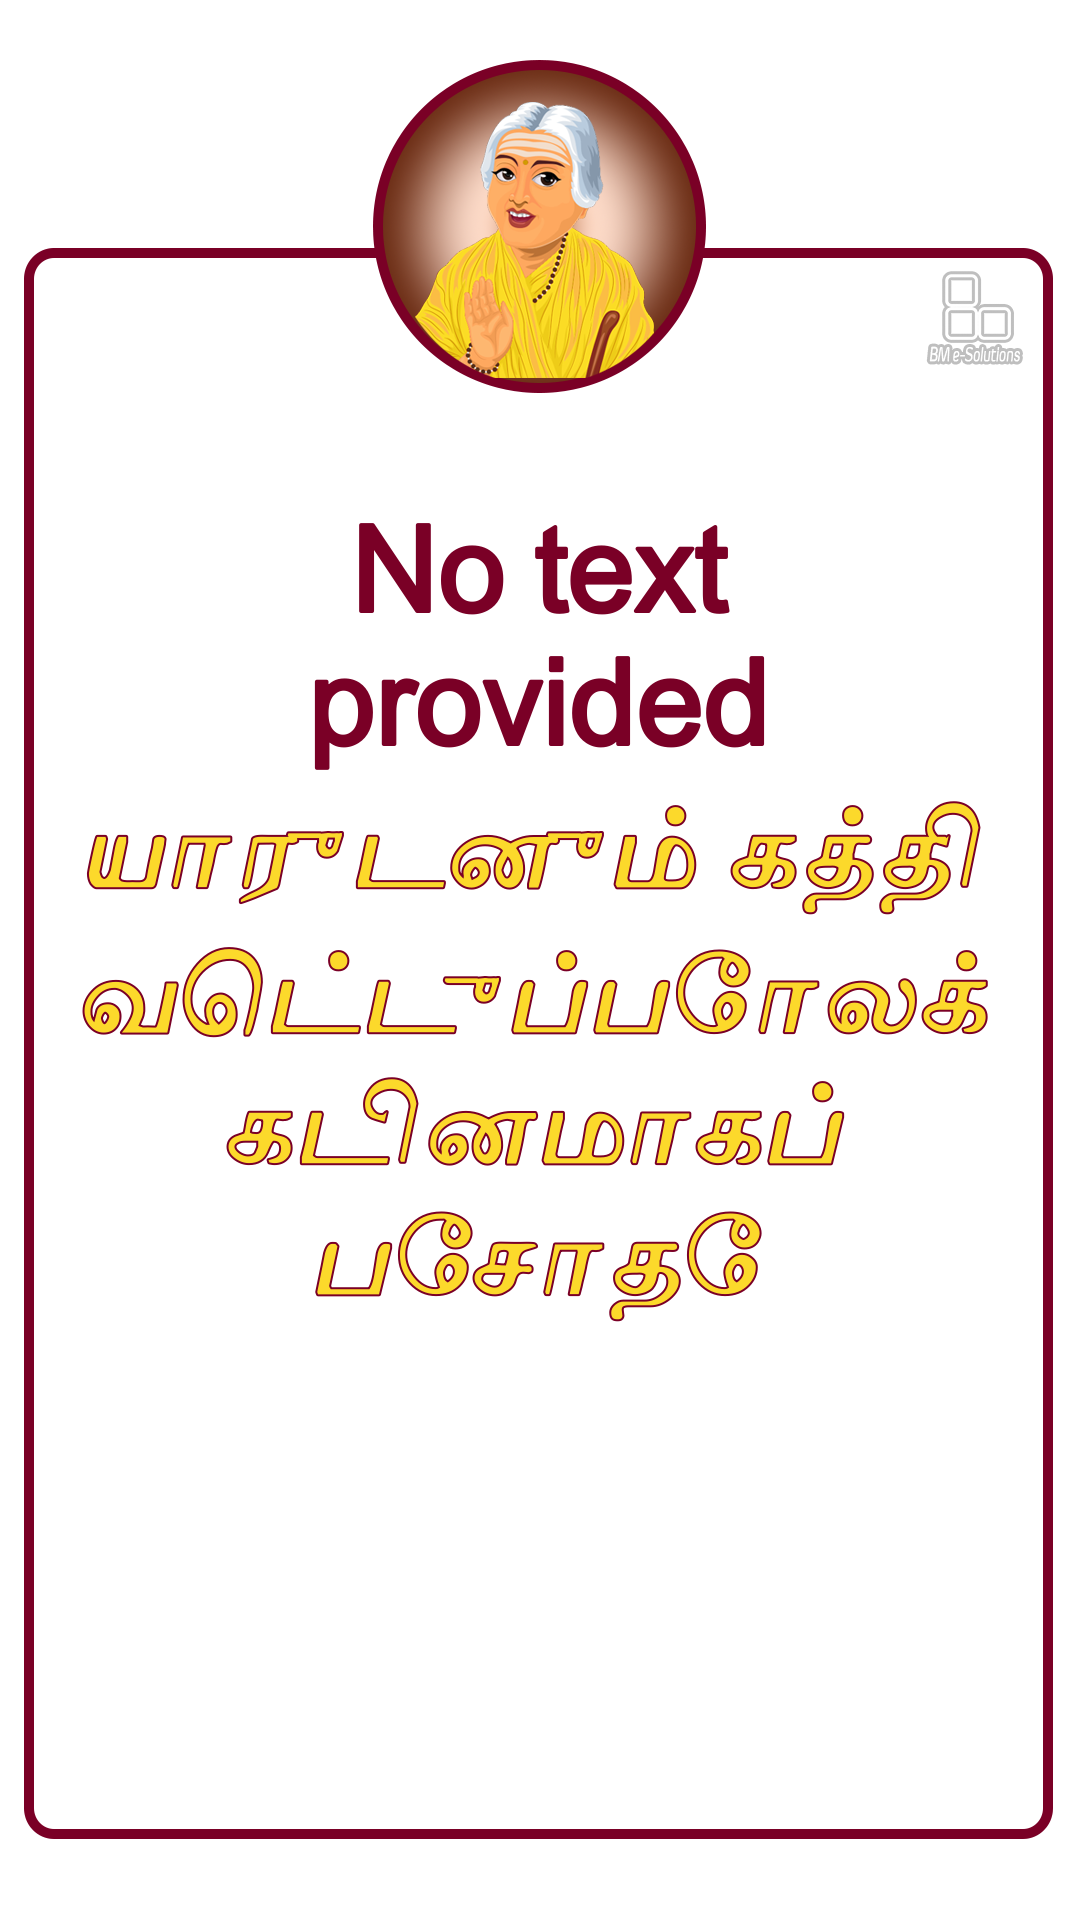 BM e-Solutions
No text
provided
யாருடனும் கத்தி
வெட்டுப்போலக்
கடினமாகப்
பேசாதே